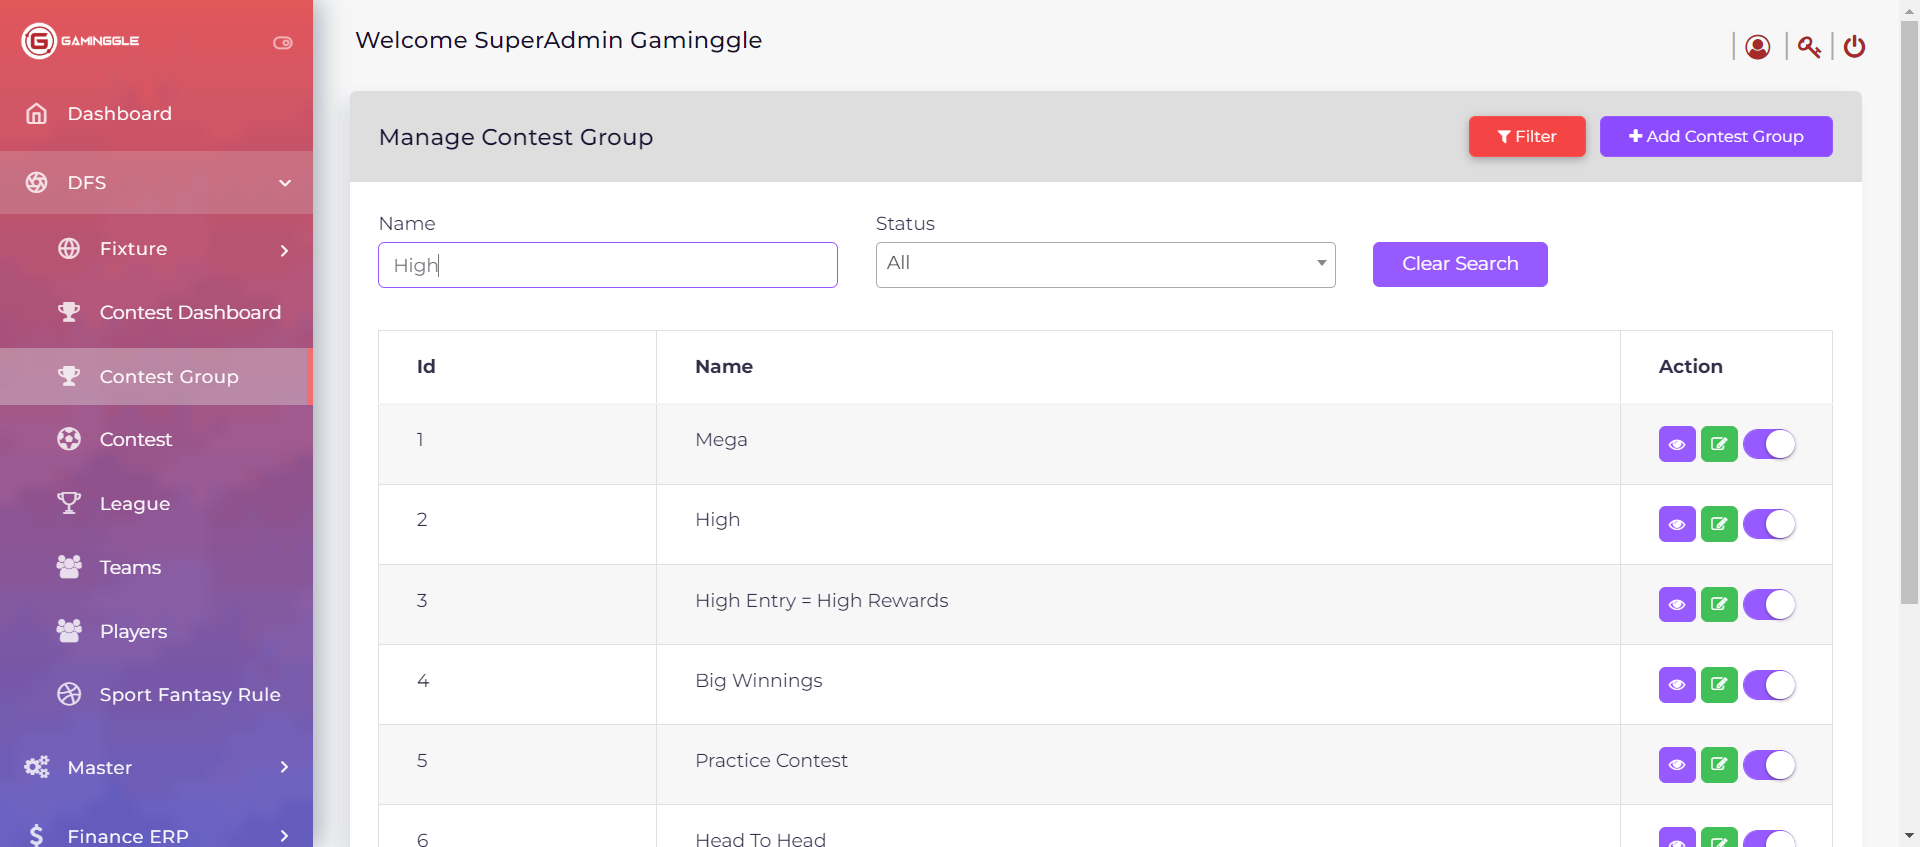 GAMINGGLE
Welcome SuperAdmin Gaminggle
Dashboard
DFS
Fixture
Contest Dashboard
Contest Group
Contest
League
Teams
Players
Sport Fantasy Rule
Master
Finance ERP
Manage Contest Group
Filter
Add Contest Group
Name
Status
High
All
Clear Search
Id Name Action
1 Mega
2 High
3 High Entry = High Rewards
4 Big Winnings
5 Practice Contest
6 Head To Head